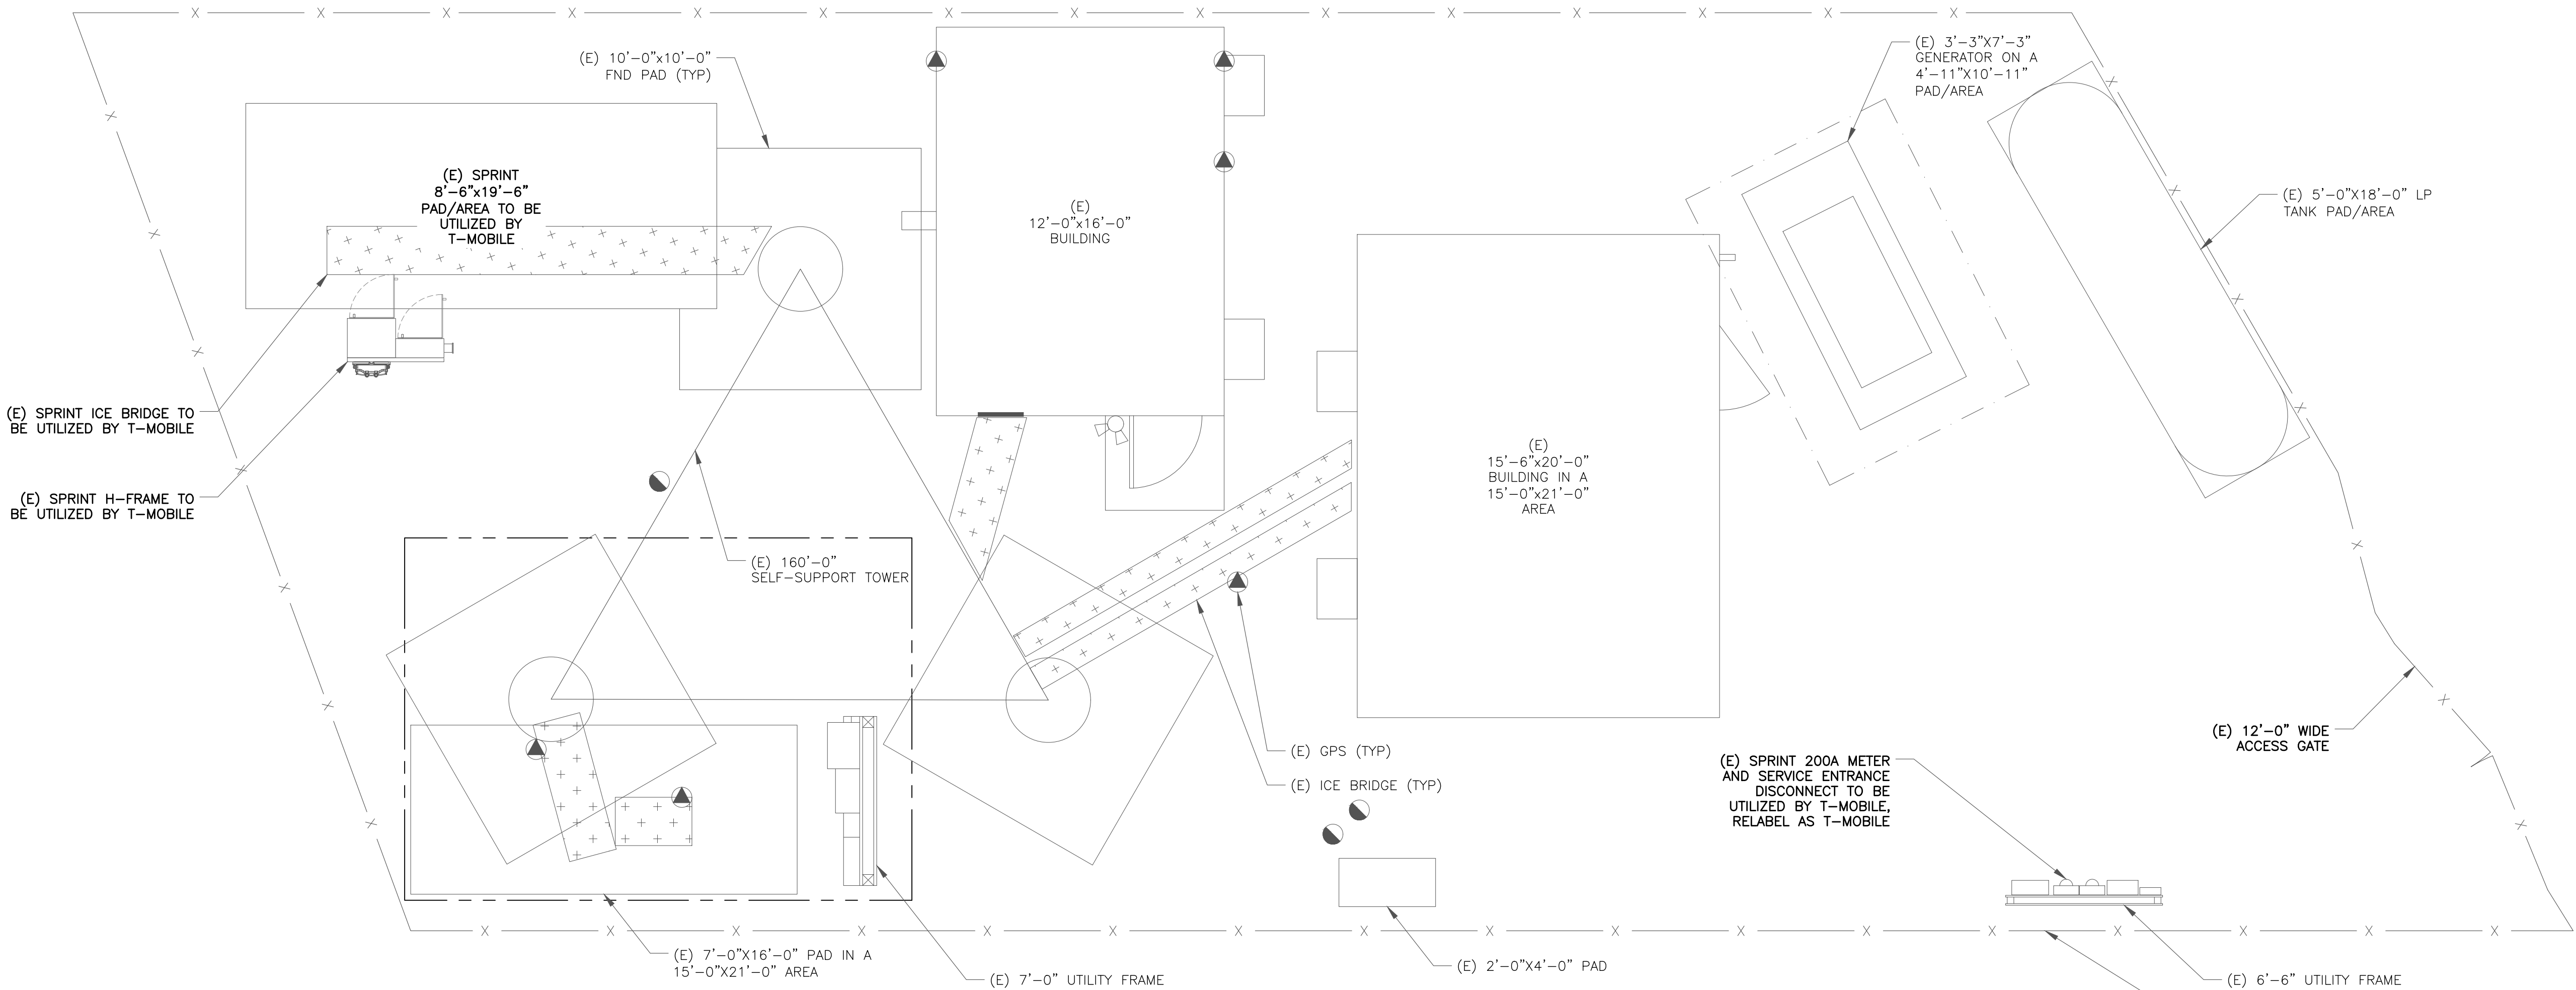 (E) 10'-0"x10'-0"
FND PAD (TYP)
(E) 3'-3"X7'-3"
GENERATOR ON A
4'-11"X10'-11"
PAD/AREA
(E) SPRINT
8'-6"x19'-6"
PAD/AREA TO BE
UTILIZED BY
T-MOBILE
(E)
12'-0"x16'-0"
BUILDING
(E) 5'-0"X18'-0" LP
TANK PAD/AREA
(E) SPRINT ICE BRIDGE TO
BE UTILIZED BY T-MOBILE
(E) SPRINT H-FRAME TO
BE UTILIZED BY T-MOBILE
(E)
15'-6"x20'-0"
BUILDING IN A
15'-0"x21'-0"
AREA
(E) 160'-0"
SELF-SUPPORT TOWER
(E) GPS (TYP)
(E) ICE BRIDGE (TYP)
(E) 12'-0" WIDE
ACCESS GATE
(E) SPRINT 200A METER
AND SERVICE ENTRANCE
DISCONNECT TO BE
UTILIZED BY T-MOBILE,
RELABEL AS T-MOBILE
(E) 7'-0"X16'-0" PAD IN A
15'-0"X21'-0" AREA
(E) 7'-0" UTILITY FRAME
(E) 2'-0"X4'-0" PAD
(E) 6'-6" UTILITY FRAME